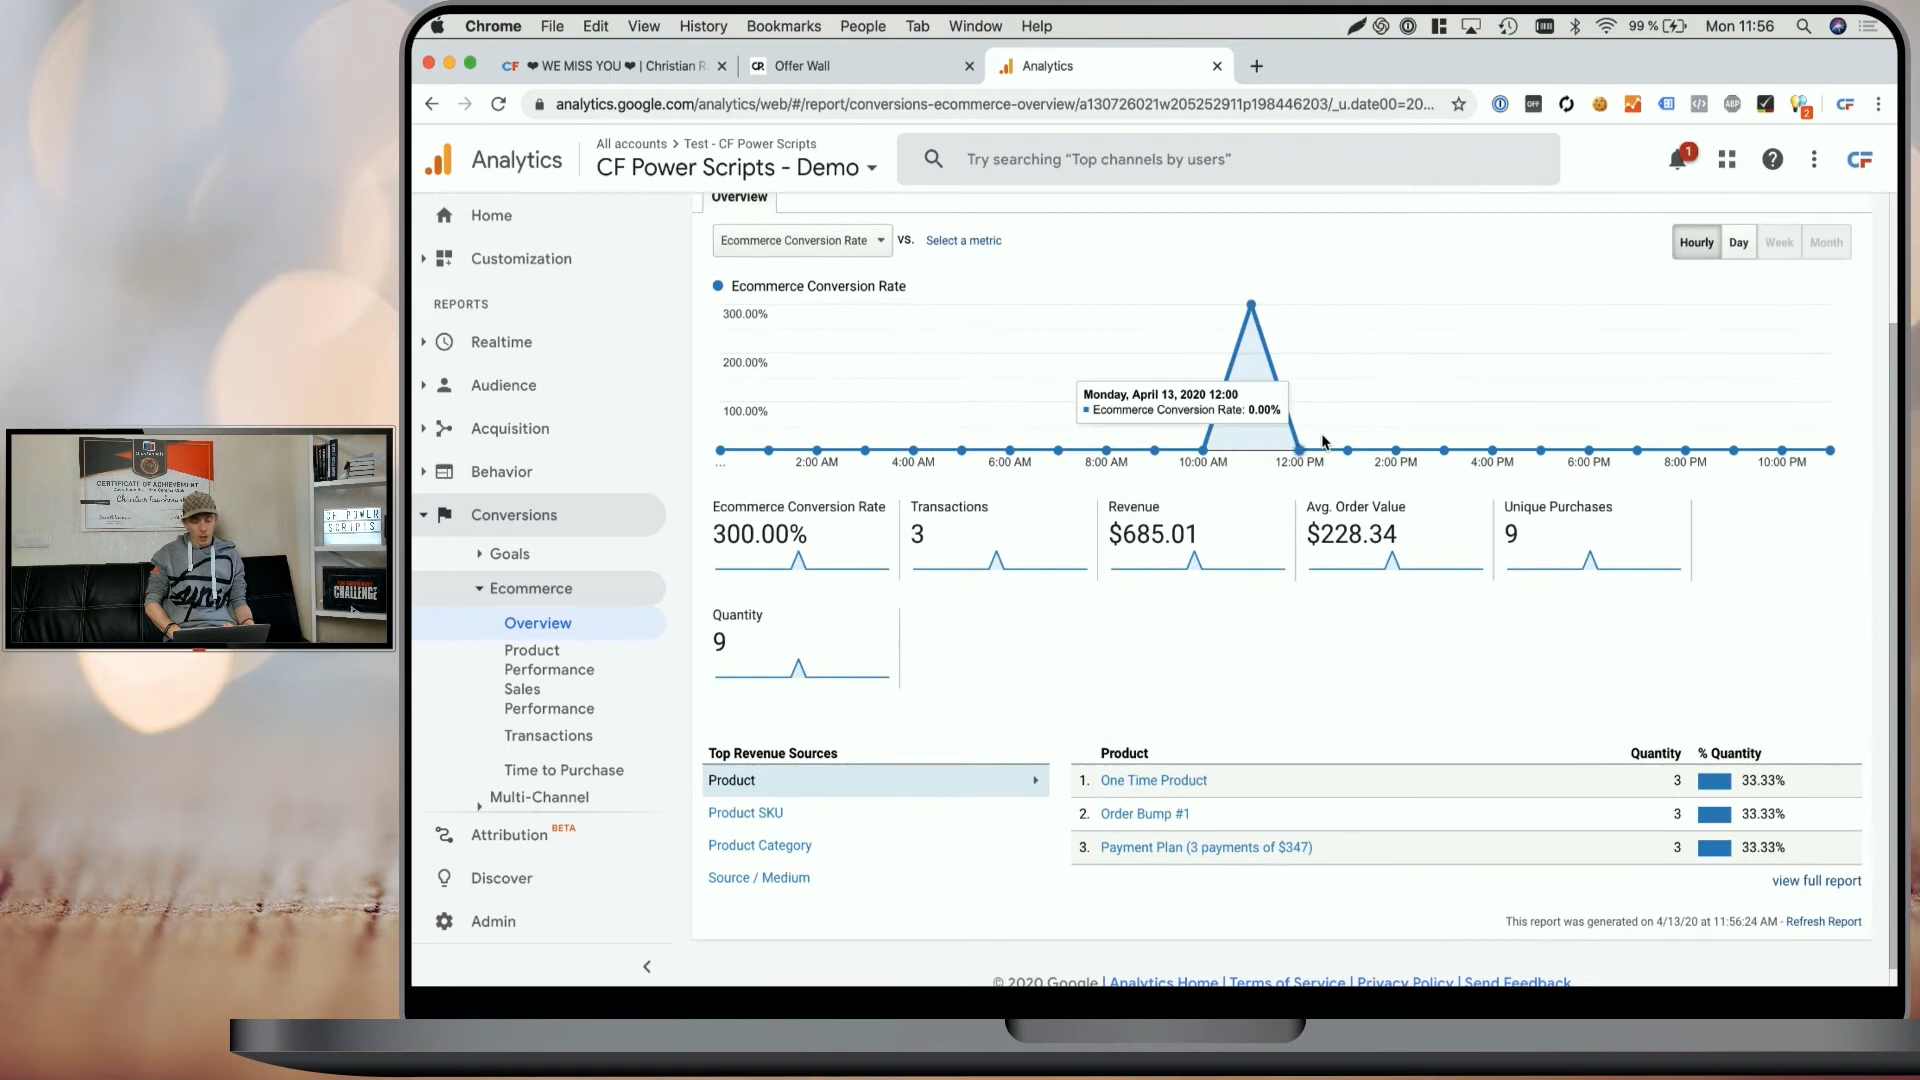 Chrome File Edit View History Bookmarks People Tab Window Help 99% Mon 11:56
CF ❤ WE MISS YOU ❤ | Christian R
Offer Wall
Analytics
analytics.google.com/analytics/web/#/report/conversions-ecommerce-overview/a130726021w205252911p198446203/_u.date00=20...
Analytics
All accounts > Test - CF Power Scripts
CF Power Scripts - Demo
Try searching “Top channels by users”
1
Home
Customization
REPORTS
Realtime
Audience
Acquisition
Behavior
Conversions
Goals
Ecommerce
Overview
Product Performance
Sales Performance
Transactions
Time to Purchase
Multi-Channel
Attribution BETA
Discover
Admin
Overview
Ecommerce Conversion Rate VS. Select a metric
Hourly Day Week Month
Ecommerce Conversion Rate
300.00%
200.00%
100.00%
Monday, April 13, 2020 12:00
Ecommerce Conversion Rate: 0.00%
... 2:00 AM 4:00 AM 6:00 AM 8:00 AM 10:00 AM 12:00 PM 2:00 PM 4:00 PM 6:00 PM 8:00 PM 10:00 PM
Ecommerce Conversion Rate
300.00%
Transactions
3
Revenue
$685.01
Avg. Order Value
$228.34
Unique Purchases
9
Quantity
9
Top Revenue Sources
Product
Product SKU
Product Category
Source / Medium
Product Quantity % Quantity
1. One Time Product 3 33.33%
2. Order Bump #1 3 33.33%
3. Payment Plan (3 payments of $347) 3 33.33%
view full report
This report was generated on 4/13/20 at 11:56:24 AM - Refresh Report
© 2020 Google | Analytics Home | Terms of Service | Privacy Policy | Send Feedback
CERTIFICATE OF ACHIEVEMENT
CF POWER
SCRIPTS
CHALLENGE